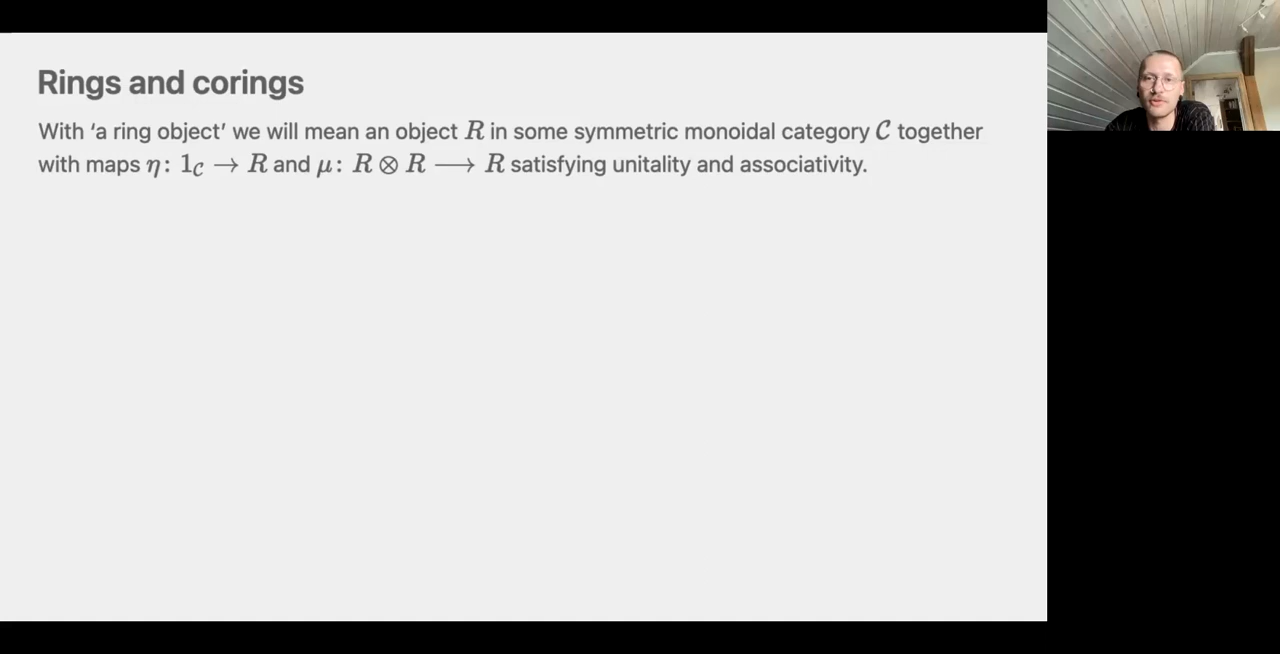 Rings and corings
With ‘a ring object’ we will mean an object R in some symmetric monoidal category 𝒞 together
with maps η: 1_𝒞 → R and μ: R ⊗ R ⟶ R satisfying unitality and associativity.